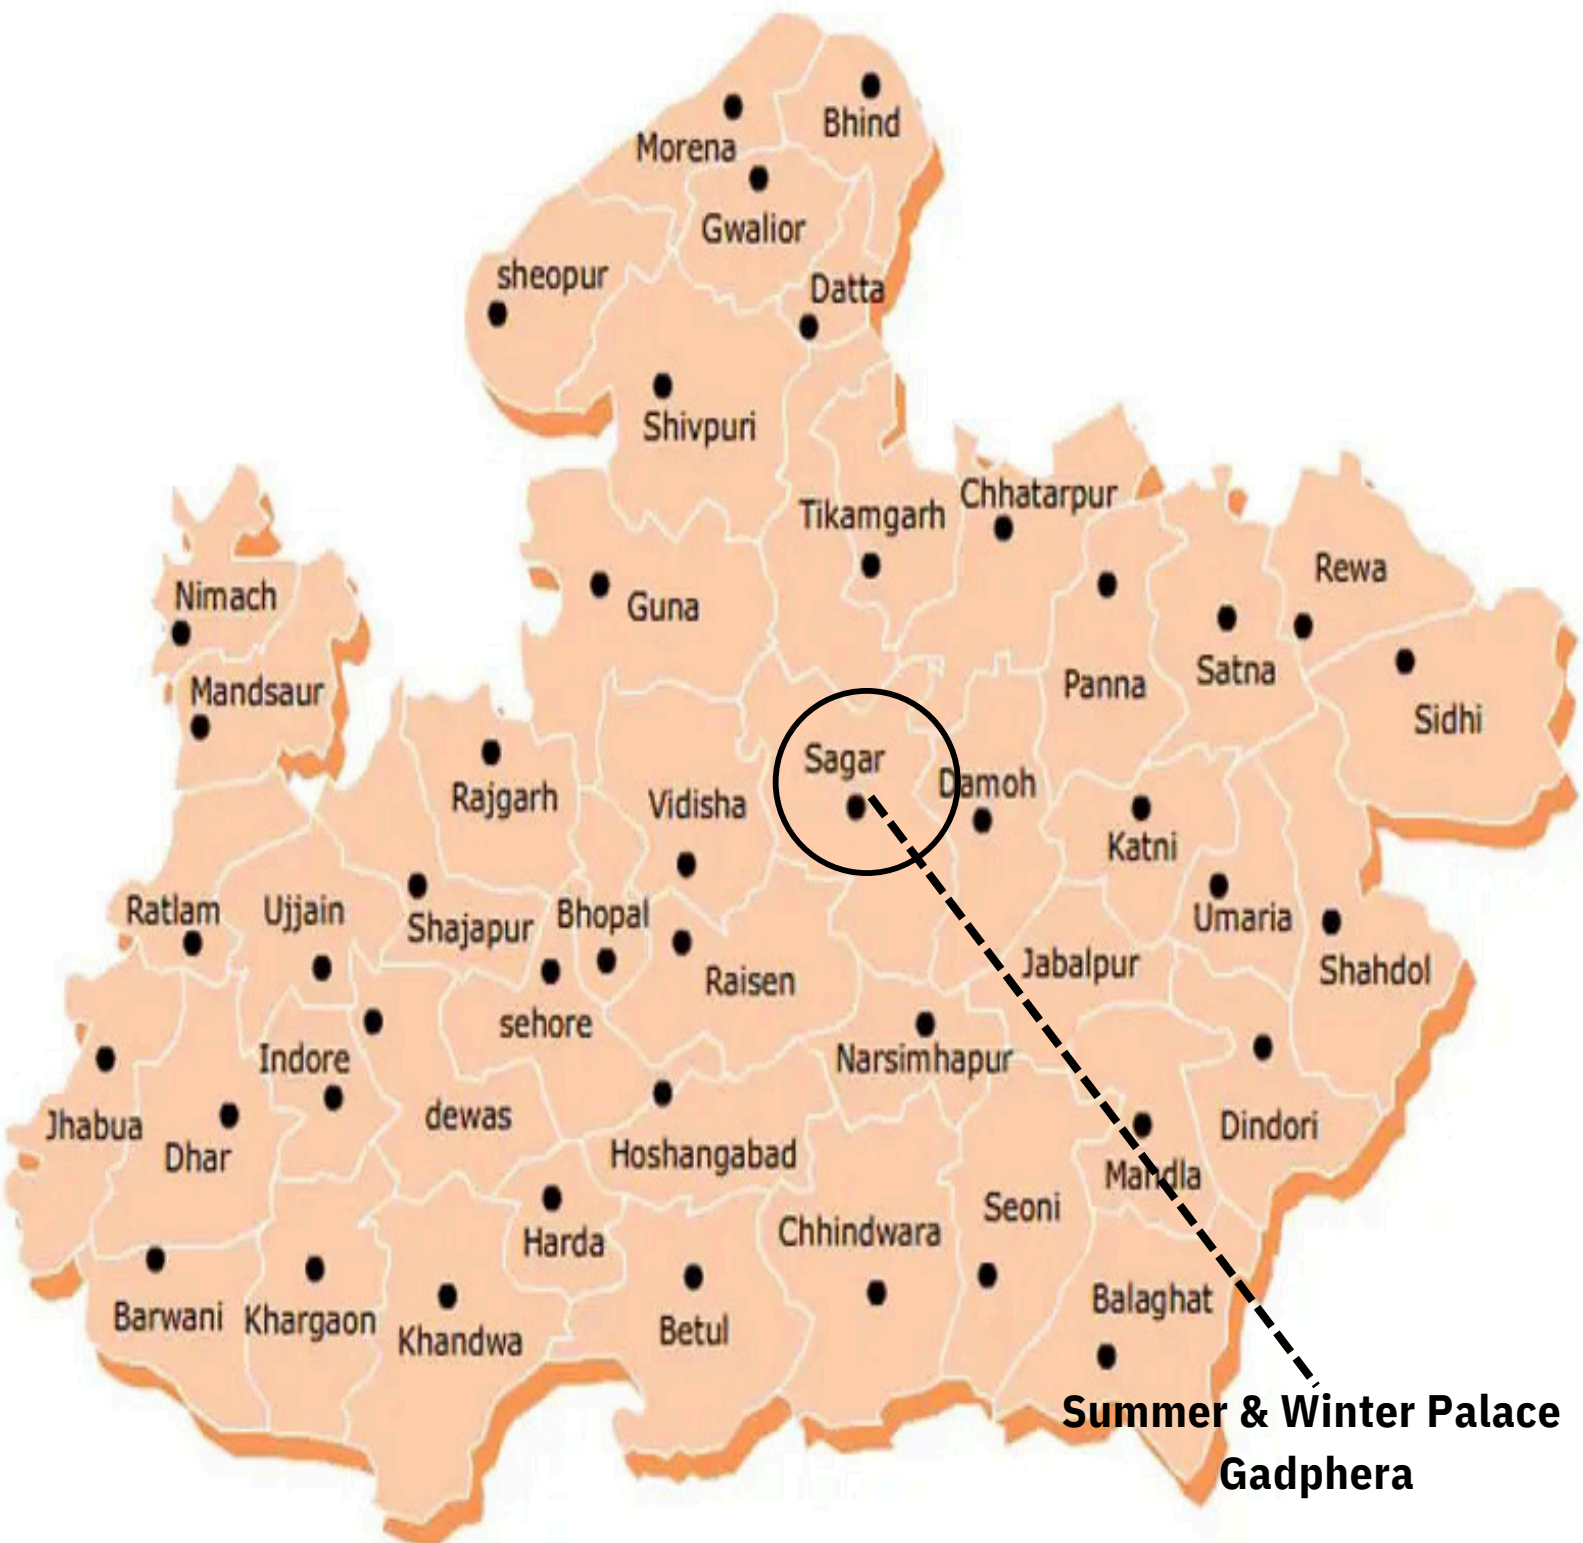 Bhind
Morena
Gwalior
sheopur
Datta
Shivpuri
Chhatarpur
Tikamgarh
Rewa
Nimach
Guna
Satna
Panna
Mandsaur
Sidhi
Sagar
Damoh
Rajgarh
Vidisha
Katni
Ratlam
Ujjain
Shajapur
Bhopal
Umaria
Jabalpur
Shahdol
Raisen
sehore
Indore
Narsimhapur
Jhabua
dewas
Dindori
Dhar
Hoshangabad
Mandla
Seoni
Chhindwara
Harda
Balaghat
Barwani
Khargaon
Khandwa
Betul
Summer & Winter Palace
Gadphera